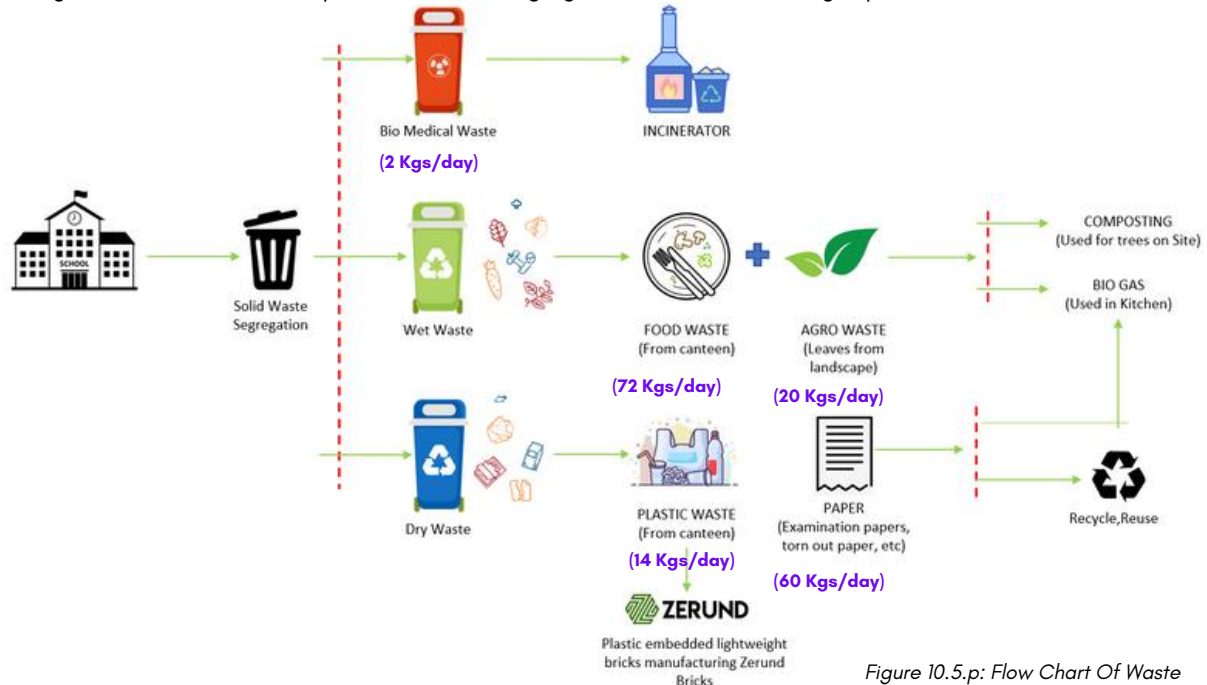 Bio Medical Waste
(2 Kgs/day)
INCINERATOR
SCHOOL
Solid Waste
Segregation
Wet Waste
FOOD WASTE
(From canteen)
(72 Kgs/day)
AGRO WASTE
(Leaves from
landscape)
(20 Kgs/day)
COMPOSTING
(Used for trees on Site)
BIO GAS
(Used in Kitchen)
Dry Waste
PLASTIC WASTE
(From canteen)
(14 Kgs/day)
PAPER
(Examination papers,
torn out paper, etc)
(60 Kgs/day)
Recycle,Reuse
ZERUND
Plastic embedded lightweight
bricks manufacturing Zerund
Bricks
Figure 10.5.p: Flow Chart Of Waste